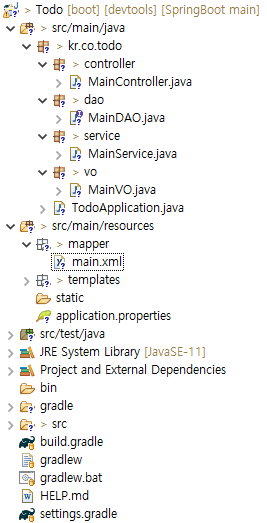 Todo [boot] [devtools] [SpringBoot main]
src/main/java
kr.co.todo
controller
MainController.java
dao
MainDAO.java
service
MainService.java
vo
MainVO.java
TodoApplication.java
src/main/resources
mapper
main.xml
templates
static
application.properties
src/test/java
JRE System Library [JavaSE-11]
Project and External Dependencies
bin
gradle
src
build.gradle
gradlew
gradlew.bat
HELP.md
settings.gradle